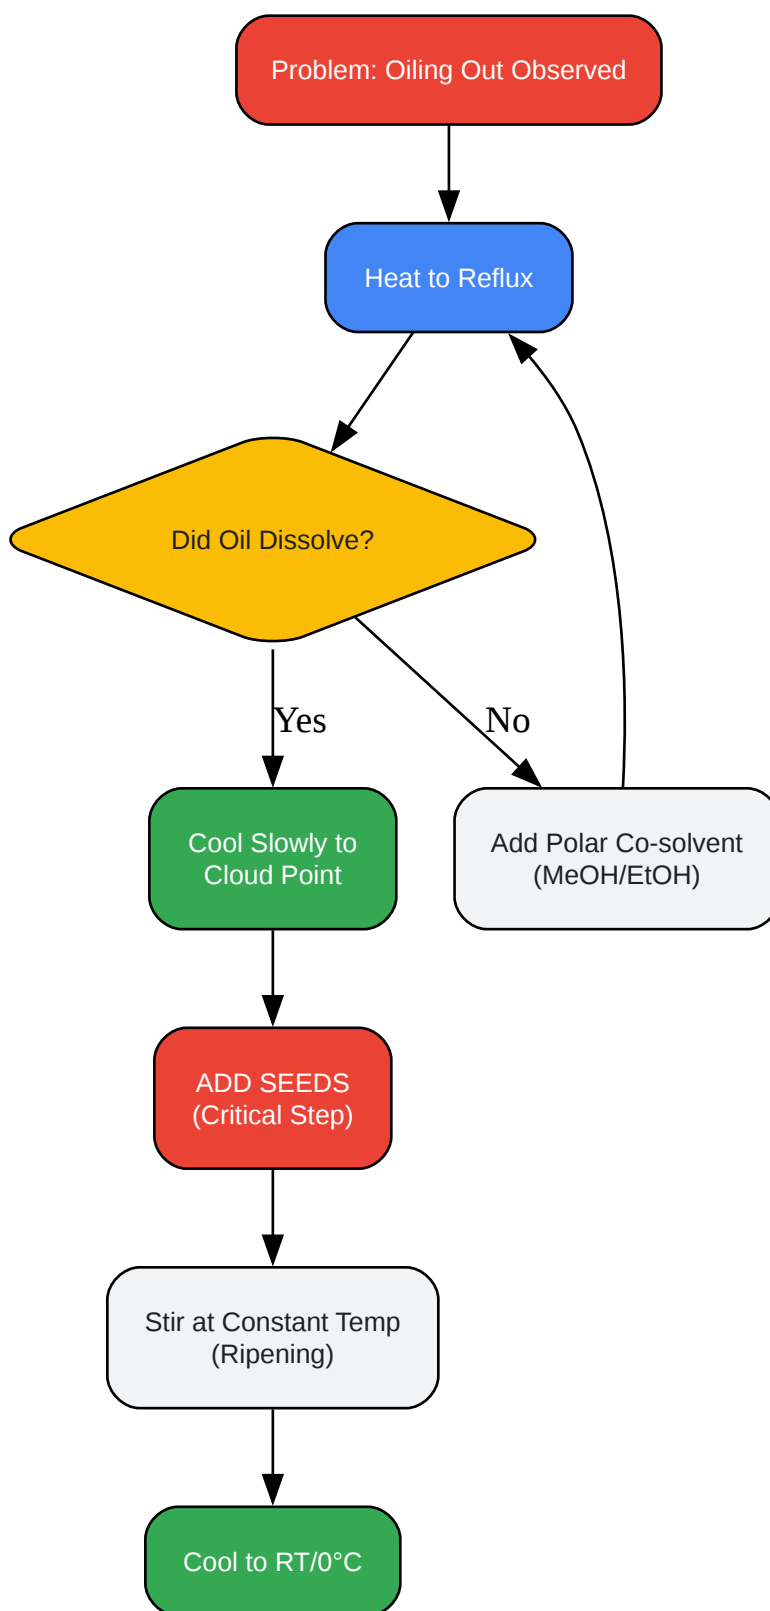 Problem: Oiling Out Observed
Heat to Reflux
Did Oil Dissolve?
Yes
No
Cool Slowly to
Cloud Point
Add Polar Co-solvent
(MeOH/EtOH)
ADD SEEDS
(Critical Step)
Stir at Constant Temp
(Ripening)
Cool to RT/0°C